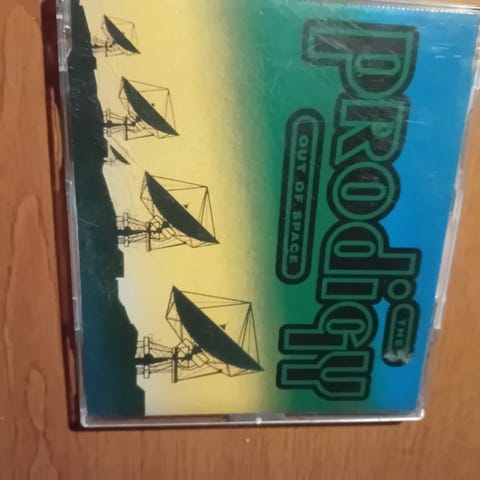 THE
PRODIGY
OUT OF SPACE